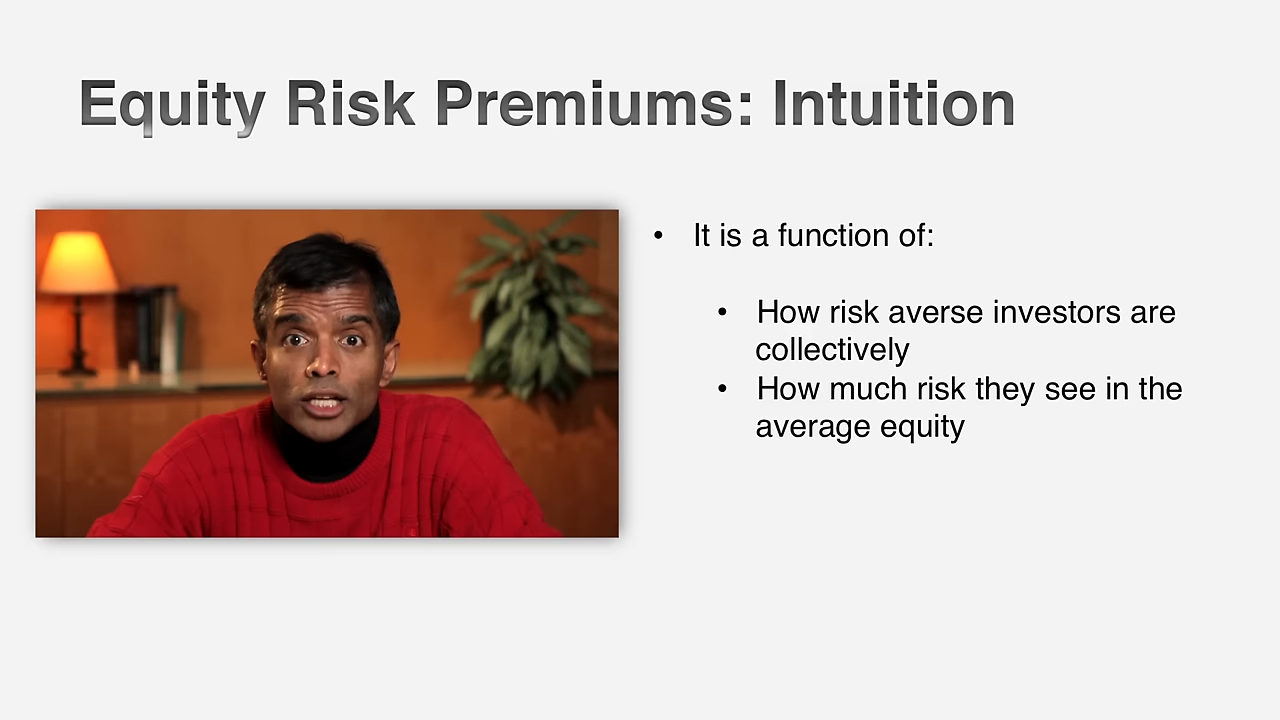 Equity Risk Premiums: Intuition
• It is a function of:
• How risk averse investors are
collectively
• How much risk they see in the
average equity